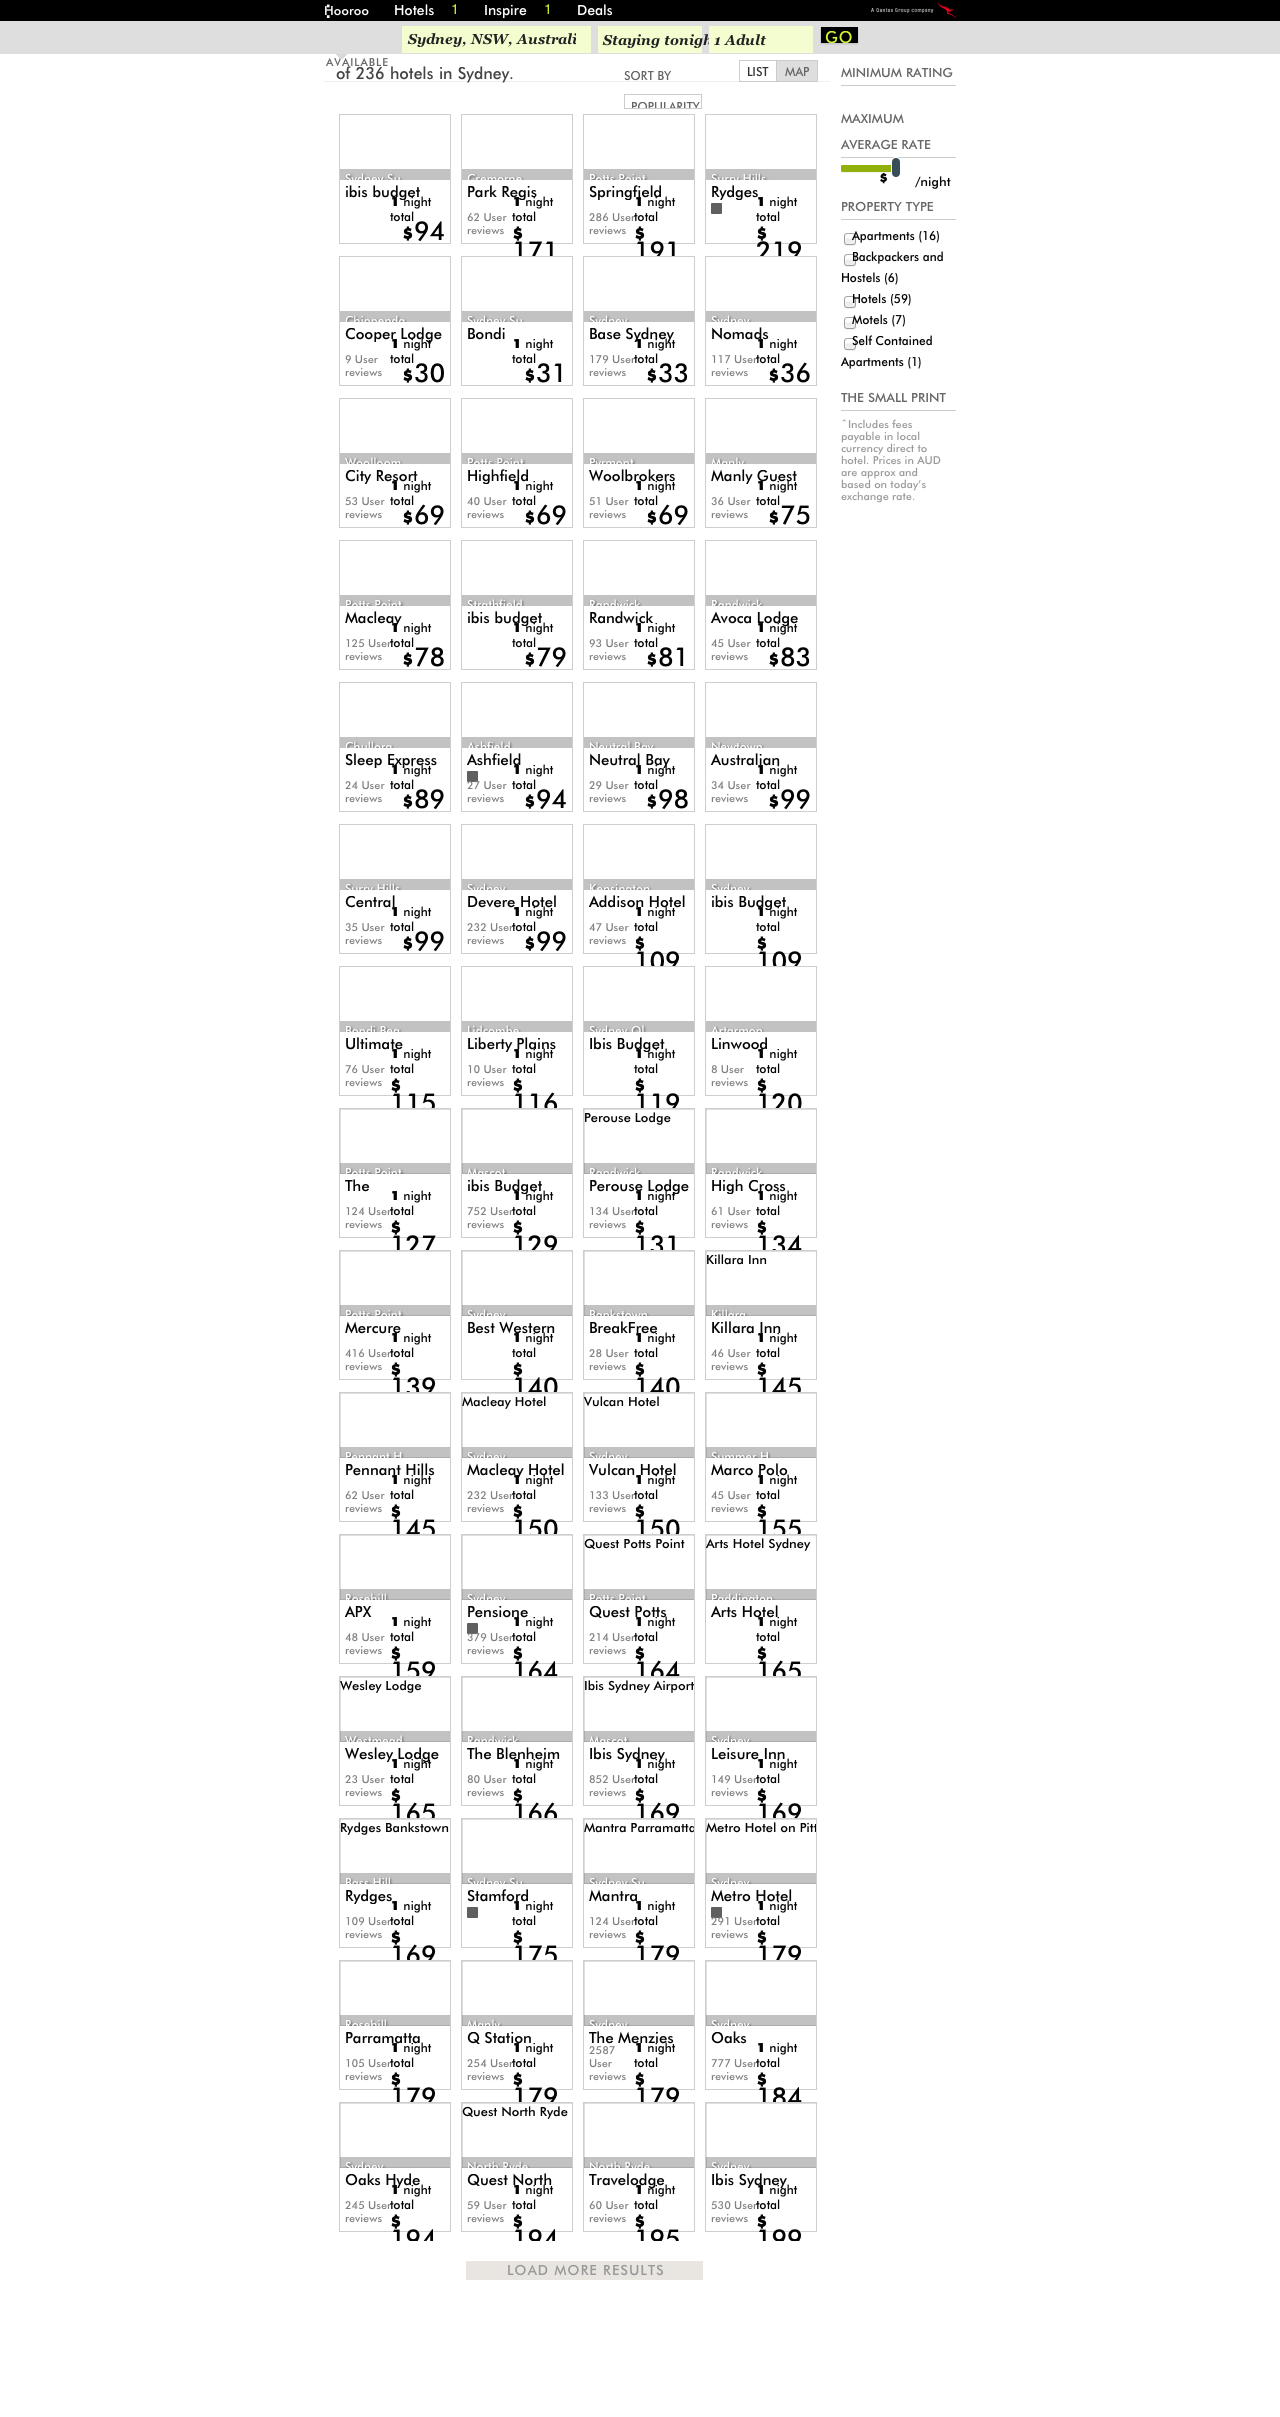 Hooroo Hotels 1 Inspire 1 Deals A Qantas Group company
Sydney, NSW, Australi Staying tonigh 1 Adult GO
AVAILABLE
of 236 hotels in Sydney.
SORT BY
LIST MAP
POPULARITY
MINIMUM RATING
MAXIMUM
AVERAGE RATE
$ /night
PROPERTY TYPE
Apartments (16)
Backpackers and
Hostels (6)
Hotels (59)
Motels (7)
Self Contained
Apartments (1)
THE SMALL PRINT
^Includes fees
payable in local
currency direct to
hotel. Prices in AUD
are approx and
based on today's
exchange rate.
Sydney Su Cremorne Potts Point Surry Hills
ibis budget Park Regis Springfield Rydges
1 night 1 night 1 night 1 night
total 62 User reviews total 286 User reviews total total
$94 $171 $191 $219
Chippenda Sydney Su Sydney Sydney
Cooper Lodge Bondi Base Sydney Nomads
1 night 1 night 1 night 1 night
9 User reviews total total 179 User reviews total 117 User reviews total
$30 $31 $33 $36
Woolloom Potts Point Pyrmont Manly
City Resort Highfield Woolbrokers Manly Guest
1 night 1 night 1 night 1 night
53 User reviews total 40 User reviews total 51 User reviews total 36 User reviews total
$69 $69 $69 $75
Potts Point Strathfield Randwick Randwick
Macleay ibis budget Randwick Avoca Lodge
1 night 1 night 1 night 1 night
125 User reviews total total 93 User reviews total 45 User reviews total
$78 $79 $81 $83
Chullora Ashfield Neutral Bay Newtown
Sleep Express Ashfield Neutral Bay Australian
1 night 1 night 1 night 1 night
24 User reviews total 27 User reviews total 29 User reviews total 34 User reviews total
$89 $94 $98 $99
Surry Hills Sydney Kensington Sydney
Central Devere Hotel Addison Hotel ibis Budget
1 night 1 night 1 night 1 night
35 User reviews total 232 User reviews total 47 User reviews total total
$99 $99 $109 $109
Bondi Bea Lidcombe Sydney Ol Artarmon
Ultimate Liberty Plains Ibis Budget Linwood
1 night 1 night 1 night 1 night
76 User reviews total 10 User reviews total total 8 User reviews total
$115 $116 $119 $120
Perouse Lodge
Potts Point Mascot Randwick Randwick
The ibis Budget Perouse Lodge High Cross
1 night 1 night 1 night 1 night
124 User reviews total 752 User reviews total 134 User reviews total 61 User reviews total
$127 $129 $131 $134
Killara Inn
Potts Point Sydney Bankstown Killara
Mercure Best Western BreakFree Killara Inn
1 night 1 night 1 night 1 night
416 User reviews total total 28 User reviews total 46 User reviews total
$139 $140 $140 $145
Macleay Hotel Vulcan Hotel
Pennant H Sydney Sydney Summer H
Pennant Hills Macleay Hotel Vulcan Hotel Marco Polo
1 night 1 night 1 night 1 night
62 User reviews total 232 User reviews total 133 User reviews total 45 User reviews total
$145 $150 $150 $155
Quest Potts Point Arts Hotel Sydney
Rosehill Sydney Potts Point Paddington
APX Pensione Quest Potts Arts Hotel
1 night 1 night 1 night 1 night
48 User reviews total 379 User reviews total 214 User reviews total total
$159 $164 $164 $165
Wesley Lodge Ibis Sydney Airport
Westmead Randwick Mascot Sydney
Wesley Lodge The Blenheim Ibis Sydney Leisure Inn
1 night 1 night 1 night 1 night
23 User reviews total 80 User reviews total 852 User reviews total 149 User reviews total
$165 $166 $169 $169
Rydges Bankstown Mantra Parramatta Metro Hotel on Pitt
Bass Hill Sydney Su Sydney Su Sydney
Rydges Stamford Mantra Metro Hotel
1 night 1 night 1 night 1 night
109 User reviews total total 124 User reviews total 291 User reviews total
$169 $175 $179 $179
Rosehill Manly Sydney Sydney
Parramatta Q Station The Menzies Oaks
1 night 1 night 1 night 1 night
105 User reviews total 254 User reviews total 2587 User reviews total 777 User reviews total
$179 $179 $179 $184
Quest North Ryde
Sydney North Ryde North Ryde Sydney
Oaks Hyde Quest North Travelodge Ibis Sydney
1 night 1 night 1 night 1 night
245 User reviews total 59 User reviews total 60 User reviews total 530 User reviews total
$194 $194 $195 $199
LOAD MORE RESULTS